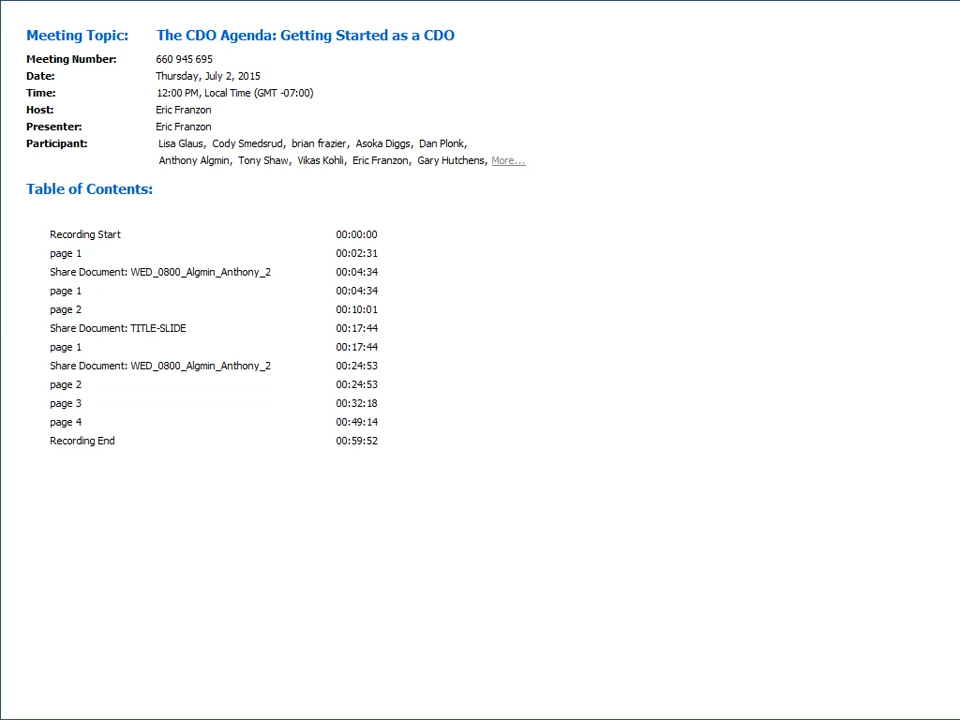 Meeting Topic: The CDO Agenda: Getting Started as a CDO
Meeting Number: 660 945 695
Date: Thursday, July 2, 2015
Time: 12:00 PM, Local Time (GMT -07:00)
Host: Eric Franzon
Presenter: Eric Franzon
Participant: Lisa Glaus, Cody Smedsrud, brian frazier, Asoka Diggs, Dan Plonk,
Anthony Algmin, Tony Shaw, Vikas Kohli, Eric Franzon, Gary Hutchens, More...
Table of Contents:
Recording Start 00:00:00
page 1 00:02:31
Share Document: WED_0800_Algmin_Anthony_2 00:04:34
page 1 00:04:34
page 2 00:10:01
Share Document: TITLE-SLIDE 00:17:44
page 1 00:17:44
Share Document: WED_0800_Algmin_Anthony_2 00:24:53
page 2 00:24:53
page 3 00:32:18
page 4 00:49:14
Recording End 00:59:52